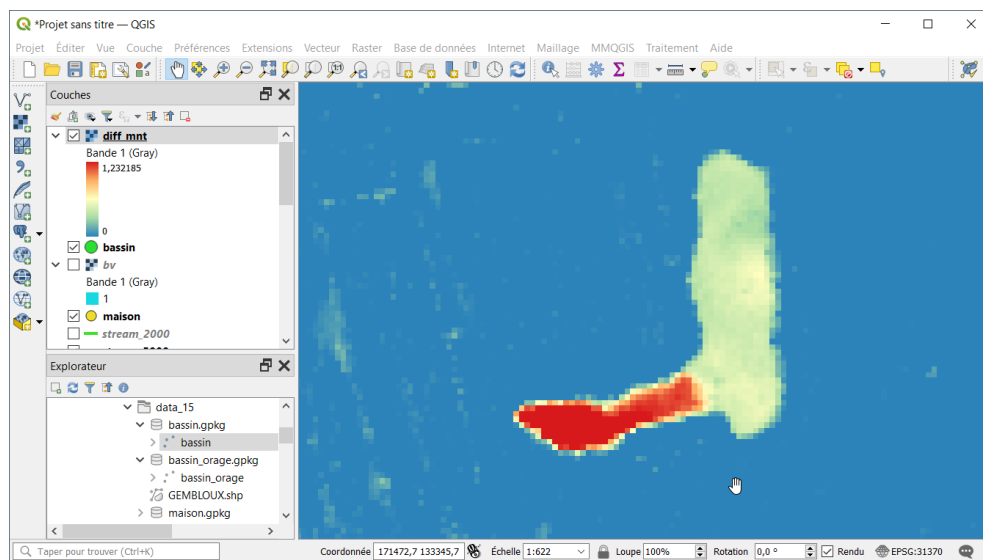 *Projet sans titre — QGIS
Projet Éditer Vue Couche Préférences Extensions Vecteur Raster Base de données Internet Maillage MMQGIS Traitement Aide
Couches
diff_mnt
Bande 1 (Gray)
1,232185
0
bassin
bv
Bande 1 (Gray)
1
maison
stream_2000
Explorateur
data_15
bassin.gpkg
bassin
bassin_orage.gpkg
bassin_orage
GEMBLOUX.shp
maison.gpkg
Taper pour trouver (Ctrl+K) Coordonnée 171472,7 133345,7 Échelle 1:622 Loupe 100% Rotation 0,0 ° Rendu EPSG:31370